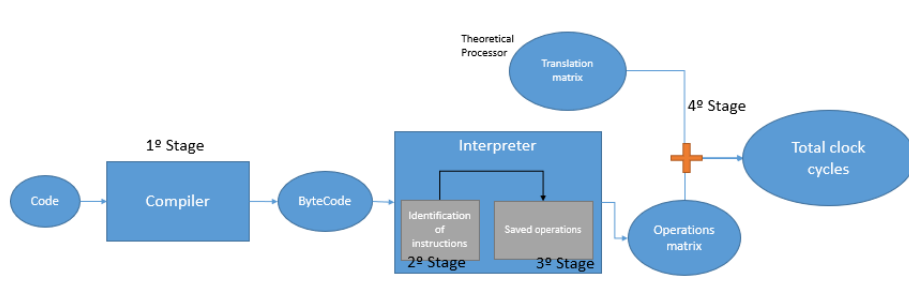 Theoretical
Processor
Translation
matrix
4º Stage
1º Stage
Interpreter
Total clock
cycles
Code
Compiler
ByteCode
Identification
of
instructions
Saved operations
Operations
matrix
2º Stage
3º Stage